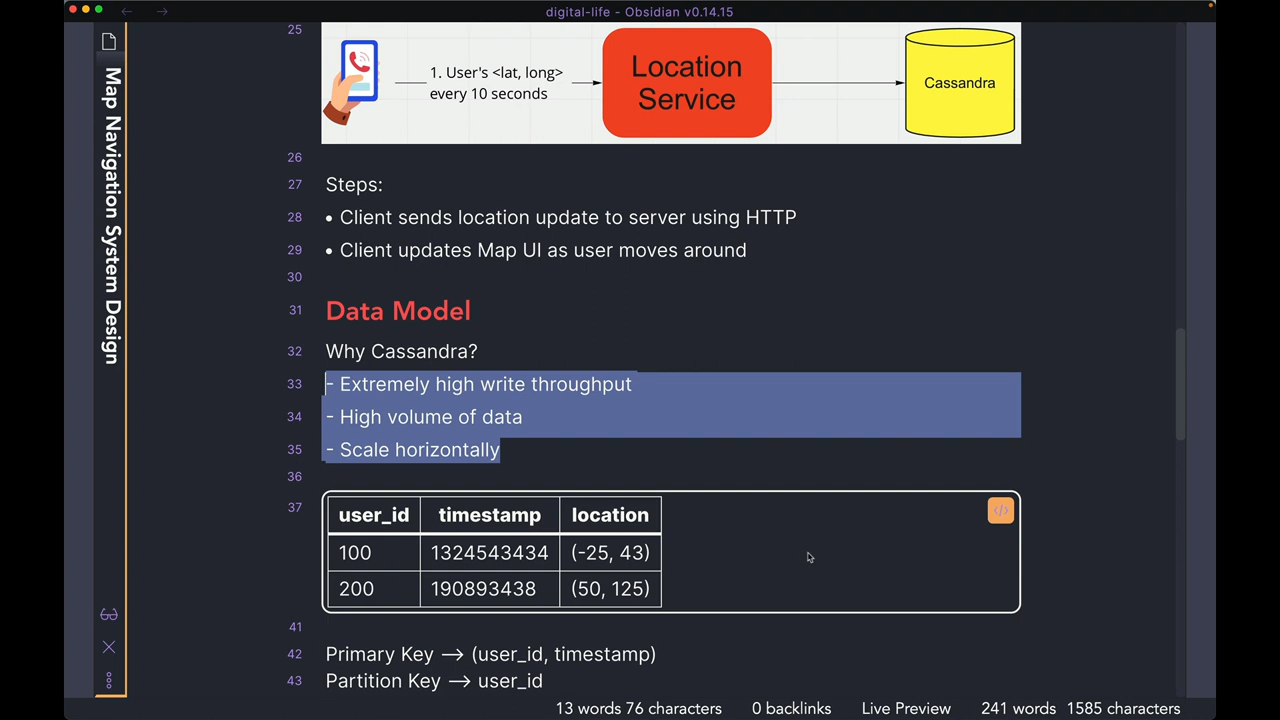 digital-life - Obsidian v0.14.15
Map Navigation System Design
25
1. User's <lat, long>
every 10 seconds
Location
Service
Cassandra
26
27 Steps:
28 • Client sends location update to server using HTTP
29 • Client updates Map UI as user moves around
30
31 Data Model
32 Why Cassandra?
33 - Extremely high write throughput
34 - High volume of data
35 - Scale horizontally
36
37 user_id timestamp location
100 1324543434 (-25, 43)
200 190893438 (50, 125)
41
42 Primary Key → (user_id, timestamp)
43 Partition Key → user_id
13 words 76 characters 0 backlinks Live Preview 241 words 1585 characters